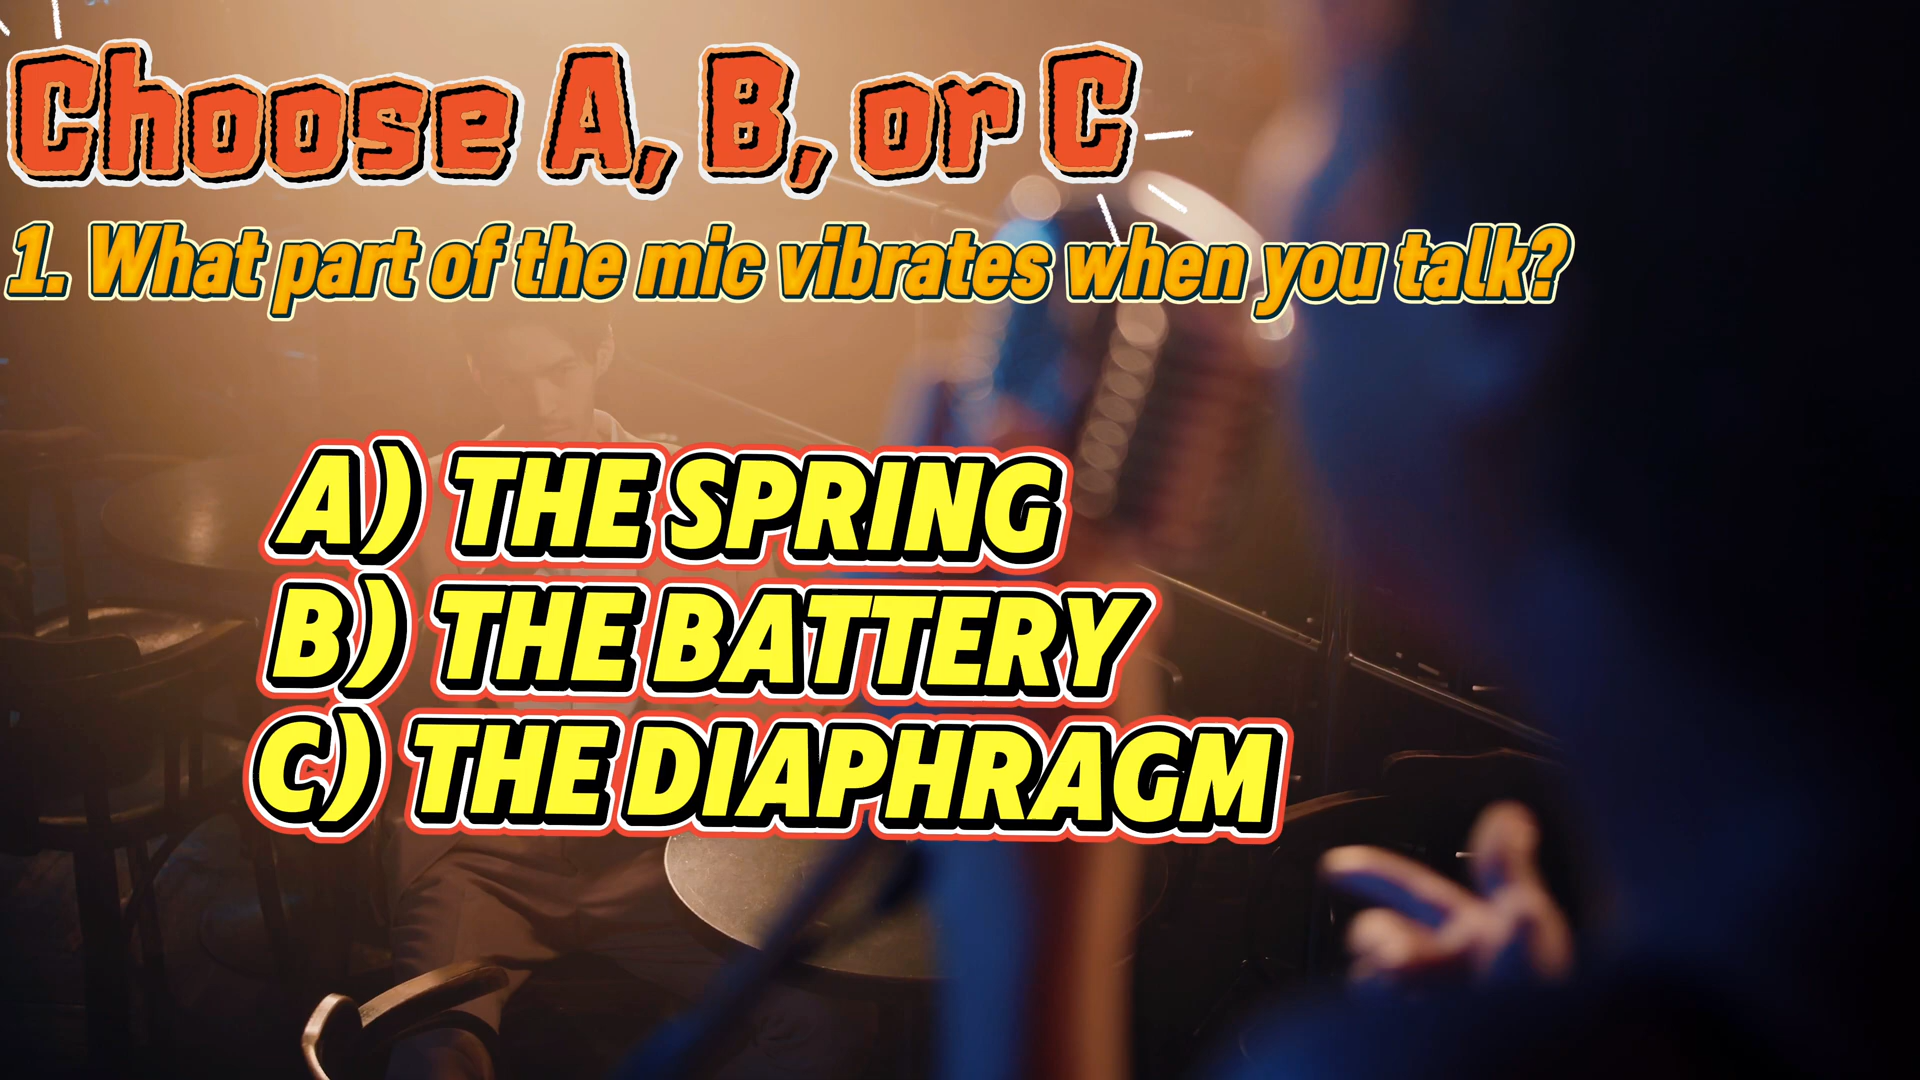 Choose A, B, or C
1. What part of the mic vibrates when you talk?
A) THE SPRING
B) THE BATTERY
C) THE DIAPHRAGM